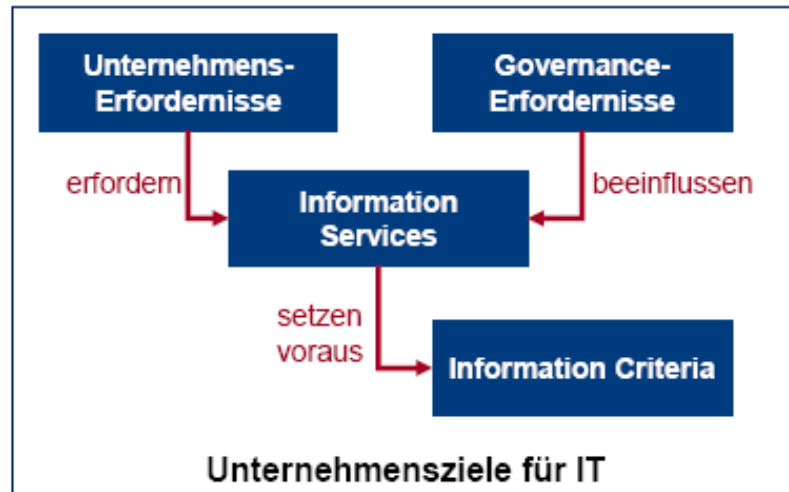 Unternehmens-
Erfordernisse
Governance-
Erfordernisse
erfordern
beeinflussen
Information
Services
setzen
voraus
Information Criteria
Unternehmensziele für IT